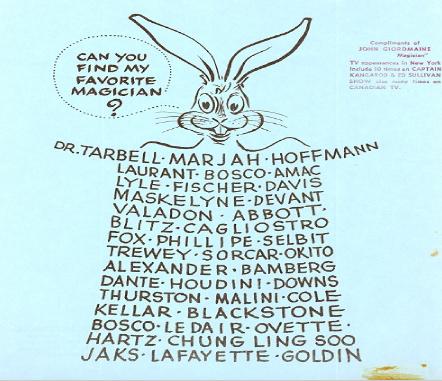 CAN YOU
FIND MY
FAVORITE
MAGICIAN
?
Compliments of
JOHN GIORDMAINE
Magician"
TV appearances in New York
include 10 times on CAPTAIN
KANGAROO & ED SULLIVAN
SHOW also many times on
CANADIAN TV.
DR. TARBELL · MARJAH · HOFFMANN
LAURANT · BOSCO · AMAC
LYLE · FISCHER · DAVIS
MASKELYNE · DEVANT
VALADON · ABBOTT ·
BLITZ · CAGLIOSTRO
FOX · PHILLIPE · SELBIT
TREWEY · SORCAR · OKITO
ALEXANDER · BAMBERG
DANTE · HOUDINI · DOWNS
THURSTON · MALINI · COLE
KELLAR · BLACKSTONE
BOSCO · LE DAIR · OVETTE ·
HARTZ · CHUNG LING SOO
JAKS · LAFAYETTE · GOLDIN